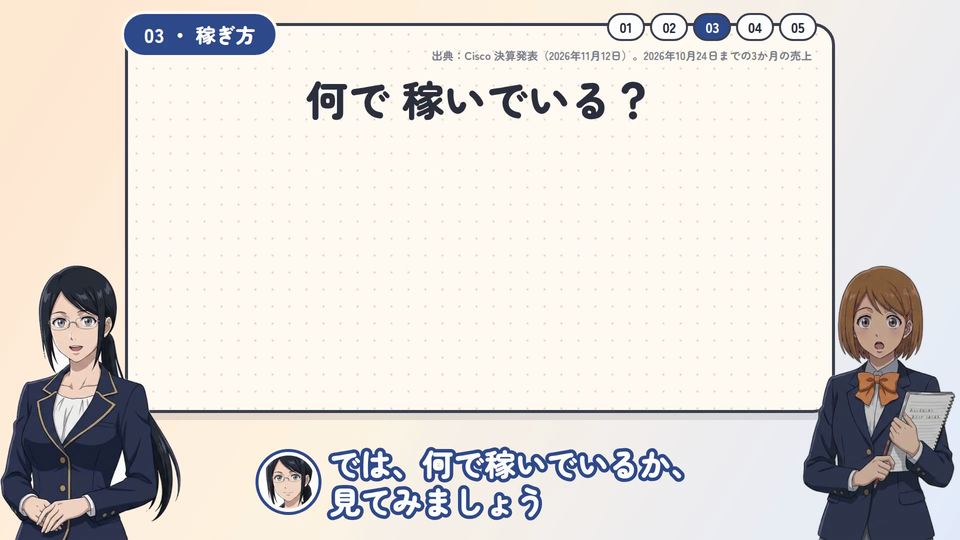 03 ・ 稼ぎ方
01 02 03 04 05
出典：Cisco 決算発表（2026年11月12日）。2026年10月24日までの3か月の売上
何で 稼いでいる？
では、何で稼いでいるか、
見てみましょう